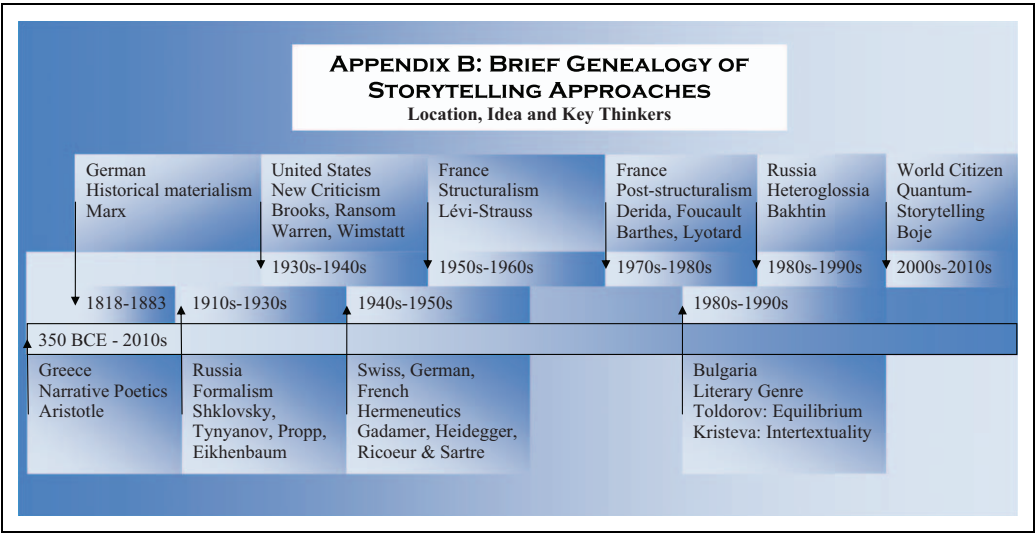 APPENDIX B: BRIEF GENEALOGY OF
STORYTELLING APPROACHES
Location, Idea and Key Thinkers
German
Historical materialism
Marx
United States
New Criticism
Brooks, Ransom
Warren, Wimstatt
France
Structuralism
Lévi-Strauss
France
Post-structuralism
Derida, Foucault
Barthes, Lyotard
Russia
Heteroglossia
Bakhtin
World Citizen
Quantum-
Storytelling
Boje
1930s-1940s
1950s-1960s
1970s-1980s
1980s-1990s
2000s-2010s
1818-1883
1910s-1930s
1940s-1950s
1980s-1990s
350 BCE - 2010s
Greece
Narrative Poetics
Aristotle
Russia
Formalism
Shklovsky,
Tynyanov, Propp,
Eikhenbaum
Swiss, German,
French
Hermeneutics
Gadamer, Heidegger,
Ricoeur & Sartre
Bulgaria
Literary Genre
Toldorov: Equilibrium
Kristeva: Intertextuality